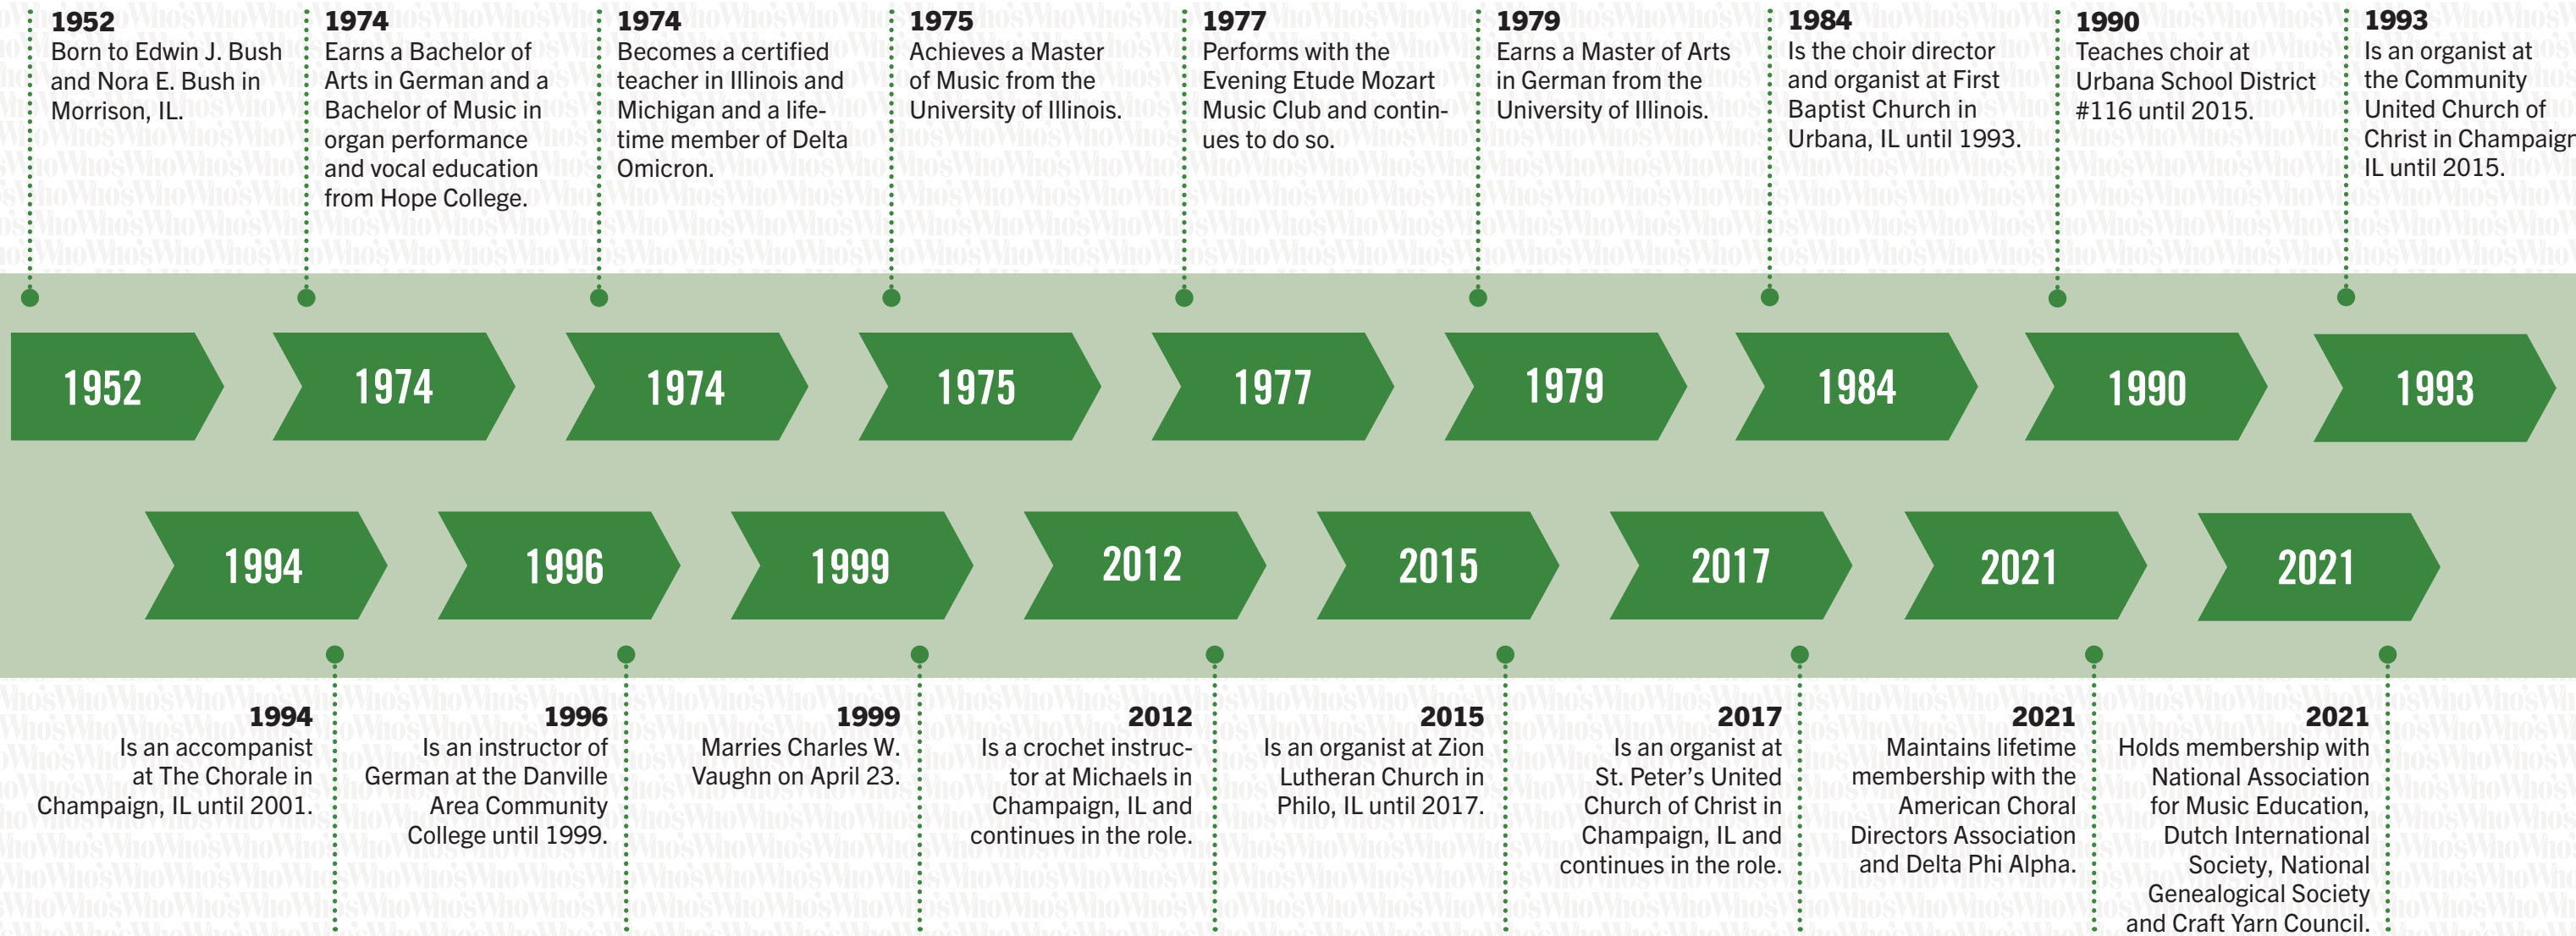 1952
Born to Edwin J. Bush
and Nora E. Bush in
Morrison, IL.
1974
Earns a Bachelor of
Arts in German and a
Bachelor of Music in
organ performance
and vocal education
from Hope College.
1974
Becomes a certified
teacher in Illinois and
Michigan and a life-
time member of Delta
Omicron.
1975
Achieves a Master
of Music from the
University of Illinois.
1977
Performs with the
Evening Etude Mozart
Music Club and contin-
ues to do so.
1979
Earns a Master of Arts
in German from the
University of Illinois.
1984
Is the choir director
and organist at First
Baptist Church in
Urbana, IL until 1993.
1990
Teaches choir at
Urbana School District
#116 until 2015.
1993
Is an organist at
the Community
United Church of
Christ in Champaign
IL until 2015.
1952
1974
1974
1975
1977
1979
1984
1990
1993
1994
1996
1999
2012
2015
2017
2021
2021
1994
Is an accompanist
at The Chorale in
Champaign, IL until 2001.
1996
Is an instructor of
German at the Danville
Area Community
College until 1999.
1999
Marries Charles W.
Vaughn on April 23.
2012
Is a crochet instruc-
tor at Michaels in
Champaign, IL and
continues in the role.
2015
Is an organist at Zion
Lutheran Church in
Philo, IL until 2017.
2017
Is an organist at
St. Peter's United
Church of Christ in
Champaign, IL and
continues in the role.
2021
Maintains lifetime
membership with the
American Choral
Directors Association
and Delta Phi Alpha.
2021
Holds membership with
National Association
for Music Education,
Dutch International
Society, National
Genealogical Society
and Craft Yarn Council.